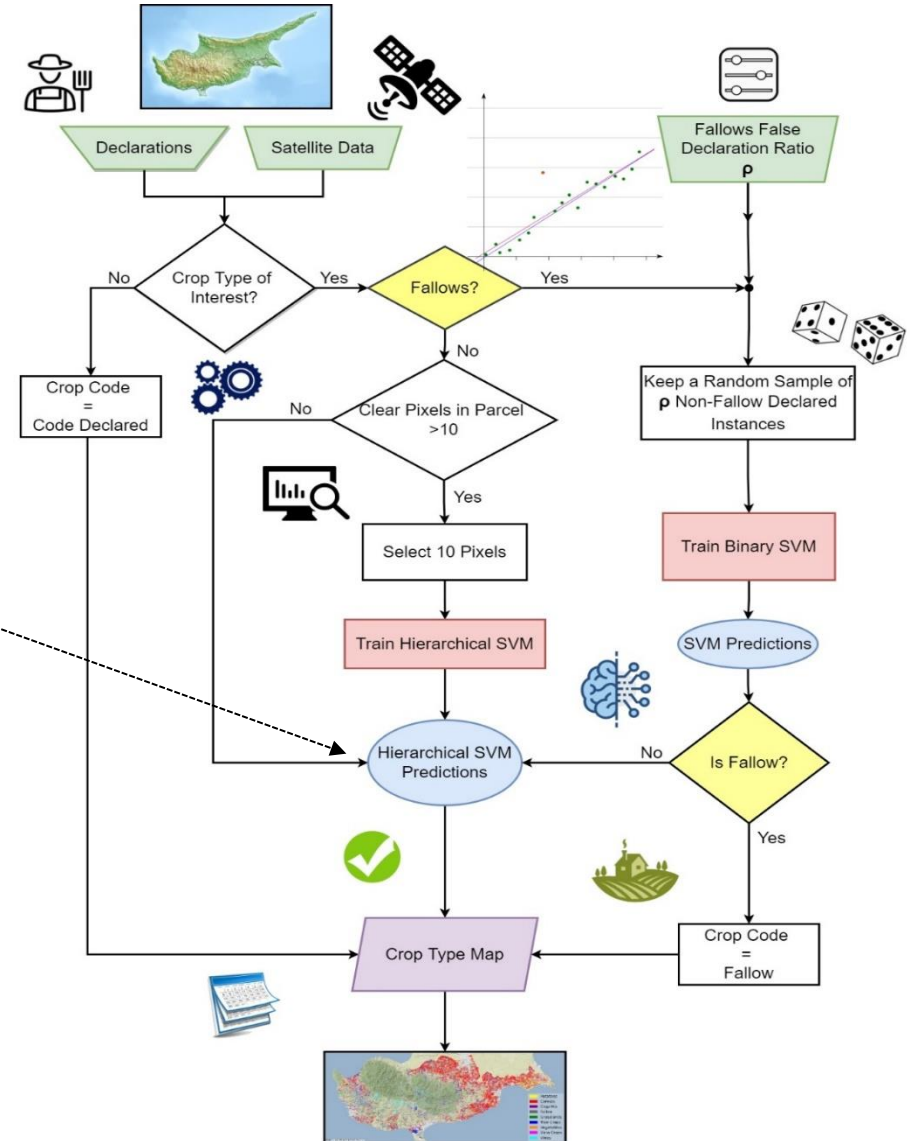 Declarations
Satellite Data
Fallows False
Declaration Ratio
ρ
No
Crop Type of
Interest?
Yes
Fallows?
Yes
No
Crop Code
=
Code Declared
No
Clear Pixels in Parcel
>10
Yes
Keep a Random Sample of
ρ Non-Fallow Declared
Instances
Select 10 Pixels
Train Binary SVM
Train Hierarchical SVM
SVM Predictions
Hierarchical SVM
Predictions
No
Is Fallow?
Yes
Crop Type Map
Crop Code
=
Fallow